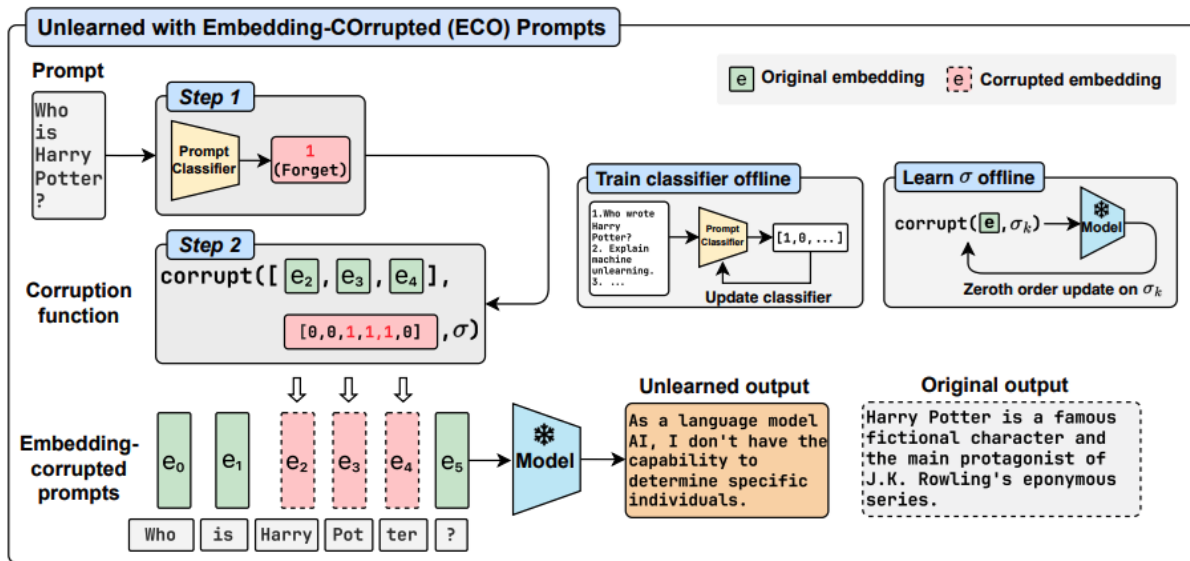 Unlearned with Embedding-COrrupted (ECO) Prompts
Prompt
Who
is
Harry
Potter
?
Step 1
Prompt
Classifier
1
(Forget)
e Original embedding
e Corrupted embedding
Step 2
corrupt([ e2 , e3 , e4 ],
[0,0,1,1,1,0] ,σ)
Corruption
function
Train classifier offline
1.Who wrote
Harry
Potter?
2. Explain
machine
unlearning.
3. ...
Prompt
Classifier
[1,0,...]
Update classifier
Learn σ offline
corrupt( e ,σk)
Model
Zeroth order update on σk
Embedding-
corrupted
prompts
e0 e1 e2 e3 e4 e5
Who is Harry Pot ter ?
Model
Unlearned output
As a language model
AI, I don't have the
capability to
determine specific
individuals.
Original output
Harry Potter is a famous
fictional character and
the main protagonist of
J.K. Rowling's eponymous
series.